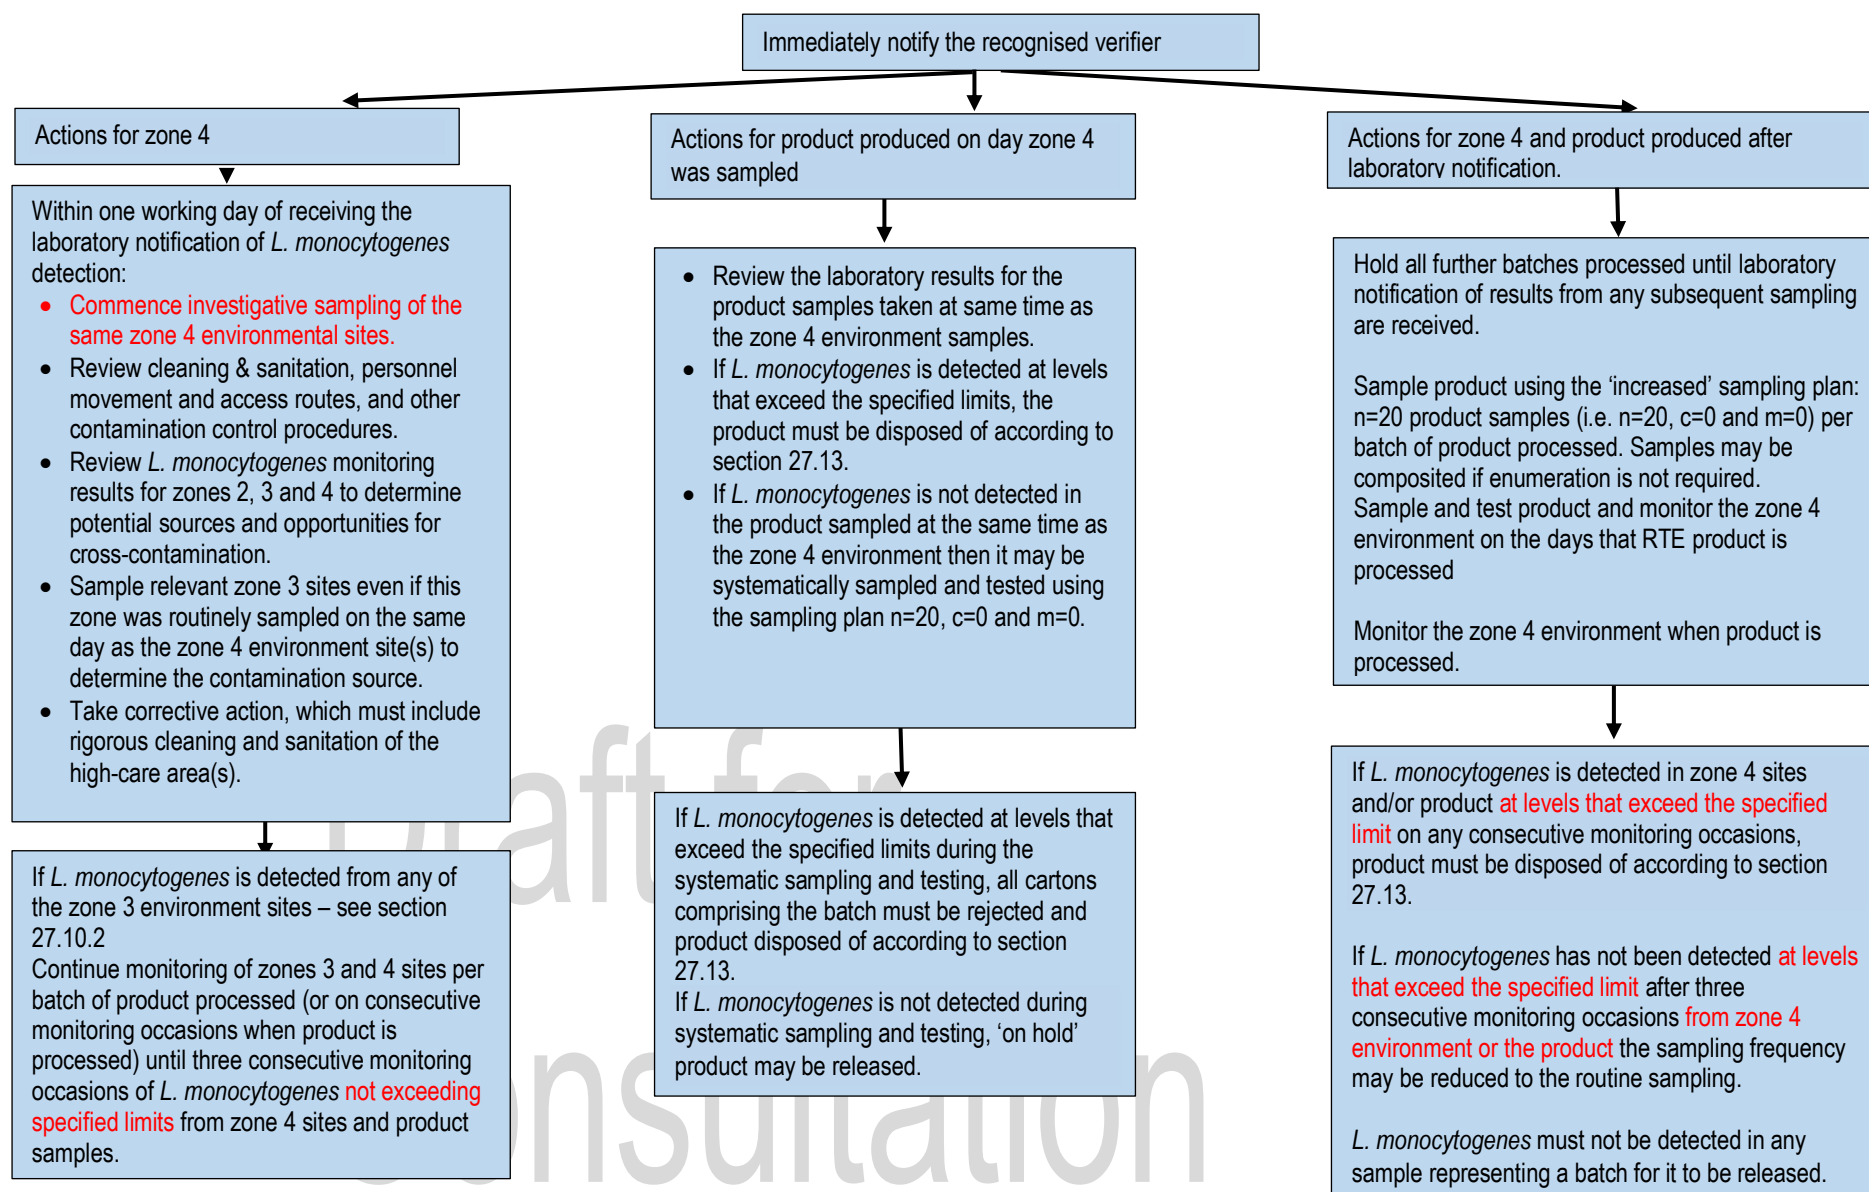 Immediately notify the recognised verifier
Actions for zone 4
Within one working day of receiving the
laboratory notification of L. monocytogenes
detection:
• Commence investigative sampling of the
same zone 4 environmental sites.
• Review cleaning & sanitation, personnel
movement and access routes, and other
contamination control procedures.
• Review L. monocytogenes monitoring
results for zones 2, 3 and 4 to determine
potential sources and opportunities for
cross-contamination.
• Sample relevant zone 3 sites even if this
zone was routinely sampled on the same
day as the zone 4 environment site(s) to
determine the contamination source.
• Take corrective action, which must include
rigorous cleaning and sanitation of the
high-care area(s).
If L. monocytogenes is detected from any of
the zone 3 environment sites – see section
27.10.2
Continue monitoring of zones 3 and 4 sites per
batch of product processed (or on consecutive
monitoring occasions when product is
processed) until three consecutive monitoring
occasions of L. monocytogenes not exceeding
specified limits from zone 4 sites and product
samples.
Actions for product produced on day zone 4
was sampled
• Review the laboratory results for the
product samples taken at same time as
the zone 4 environment samples.
• If L. monocytogenes is detected at levels
that exceed the specified limits, the
product must be disposed of according to
section 27.13.
• If L. monocytogenes is not detected in
the product sampled at the same time as
the zone 4 environment then it may be
systematically sampled and tested using
the sampling plan n=20, c=0 and m=0.
If L. monocytogenes is detected at levels that
exceed the specified limits during the
systematic sampling and testing, all cartons
comprising the batch must be rejected and
product disposed of according to section
27.13.
If L. monocytogenes is not detected during
systematic sampling and testing, ‘on hold’
product may be released.
Actions for zone 4 and product produced after
laboratory notification.
Hold all further batches processed until laboratory
notification of results from any subsequent sampling
are received.
Sample product using the ‘increased’ sampling plan:
n=20 product samples (i.e. n=20, c=0 and m=0) per
batch of product processed. Samples may be
composited if enumeration is not required.
Sample and test product and monitor the zone 4
environment on the days that RTE product is
processed
Monitor the zone 4 environment when product is
processed.
If L. monocytogenes is detected in zone 4 sites
and/or product at levels that exceed the specified
limit on any consecutive monitoring occasions,
product must be disposed of according to section
27.13.
If L. monocytogenes has not been detected at levels
that exceed the specified limit after three
consecutive monitoring occasions from zone 4
environment or the product the sampling frequency
may be reduced to the routine sampling.
L. monocytogenes must not be detected in any
sample representing a batch for it to be released.
Draft for
Consultation